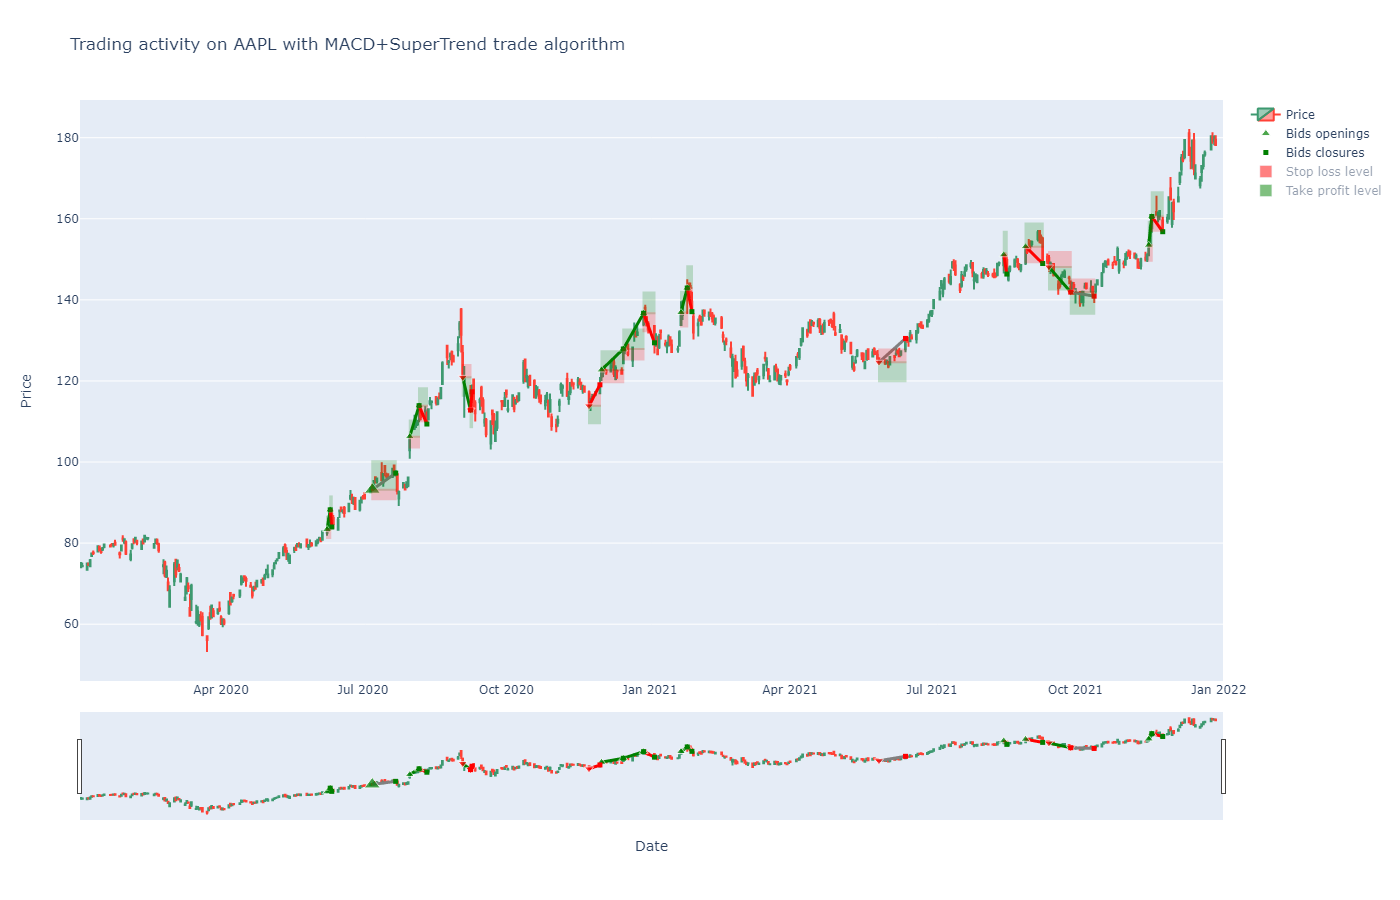 Trading activity on AAPL with MACD+SuperTrend trade algorithm
Price
Bids openings
Bids closures
Stop loss level
Take profit level
Price
180
160
140
120
100
80
60
Apr 2020
Jul 2020
Oct 2020
Jan 2021
Apr 2021
Jul 2021
Oct 2021
Jan 2022
Date